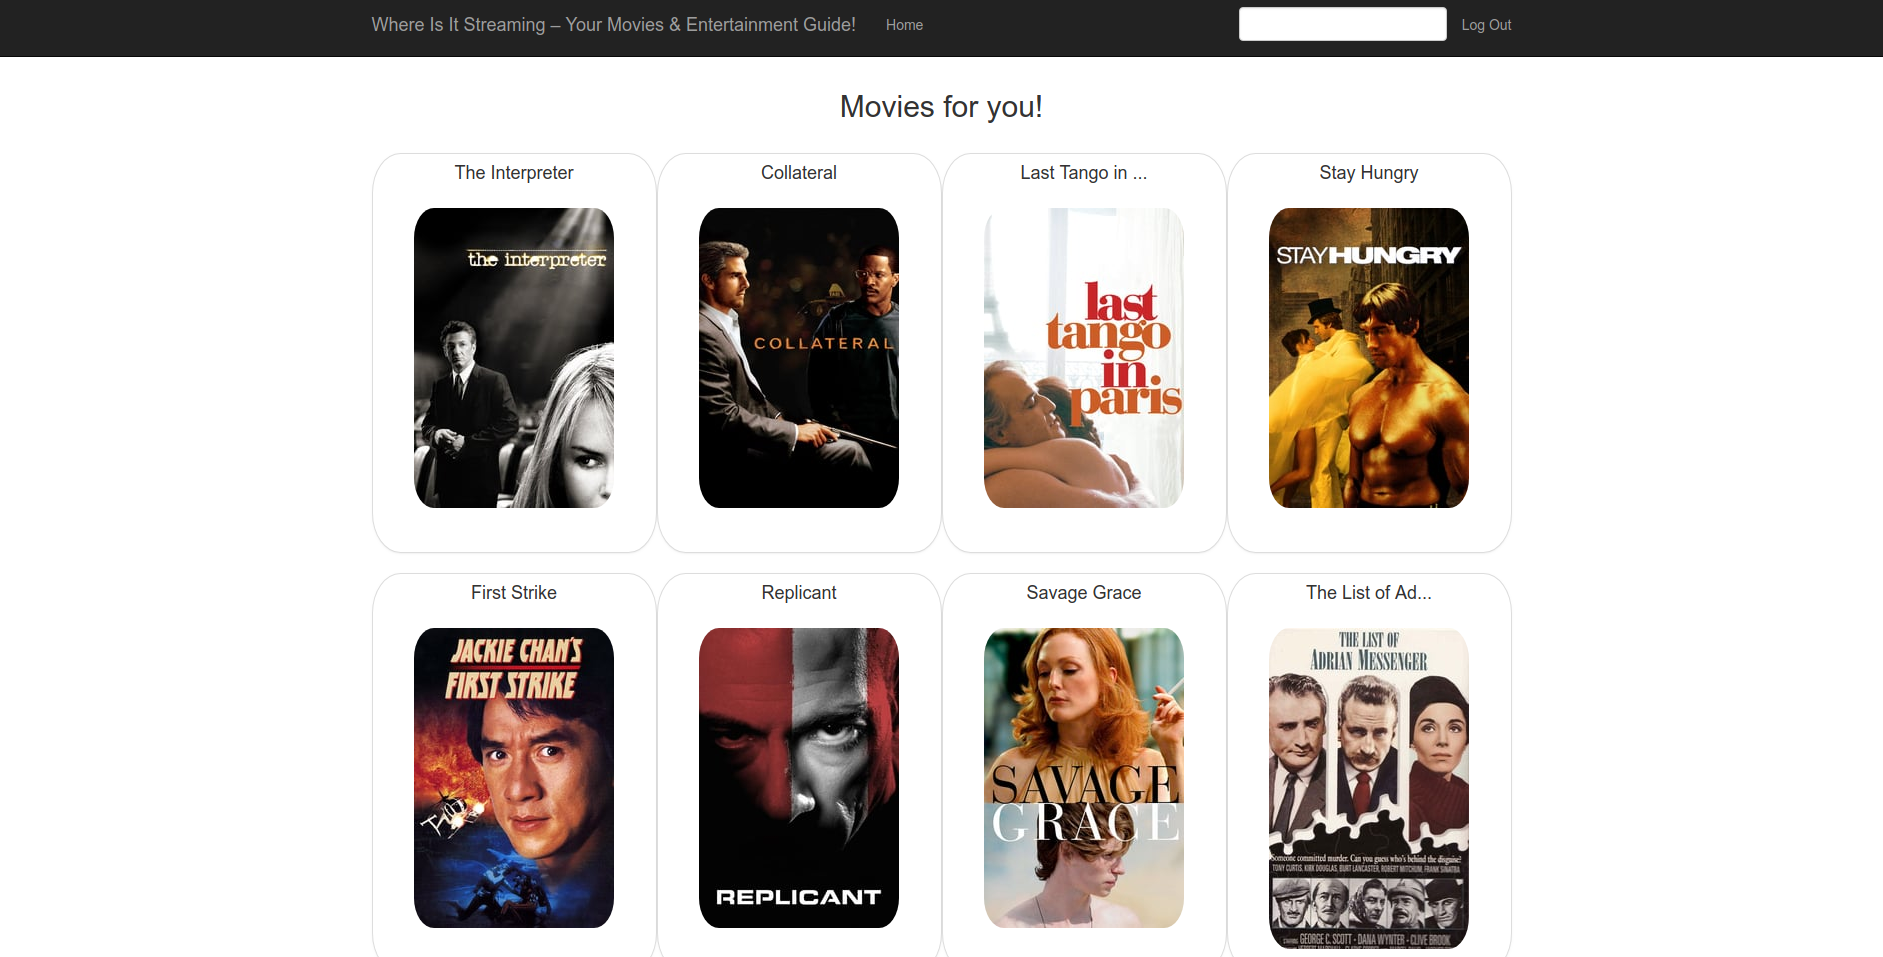 Where Is It Streaming – Your Movies & Entertainment Guide!
Home
Log Out
Movies for you!
The Interpreter
Collateral
Last Tango in ...
Stay Hungry
the interpreter
COLLATERAL
last
tango
in
paris
STAYHUNGRY
First Strike
Replicant
Savage Grace
The List of Ad...
JACKIE CHAN'S
FIRST STRIKE
REPLICANT
SAVAGE
GRACE
THE LIST OF
ADRIAN MESSENGER
Someone committed murder. Can you guess who's behind the disguise?
TONY CURTIS, KIRK DOUGLAS, BURT LANCASTER, ROBERT MITCHUM, FRANK SINATRA
GEORGE C. SCOTT • DANA WYNTER • CLIVE BROOK